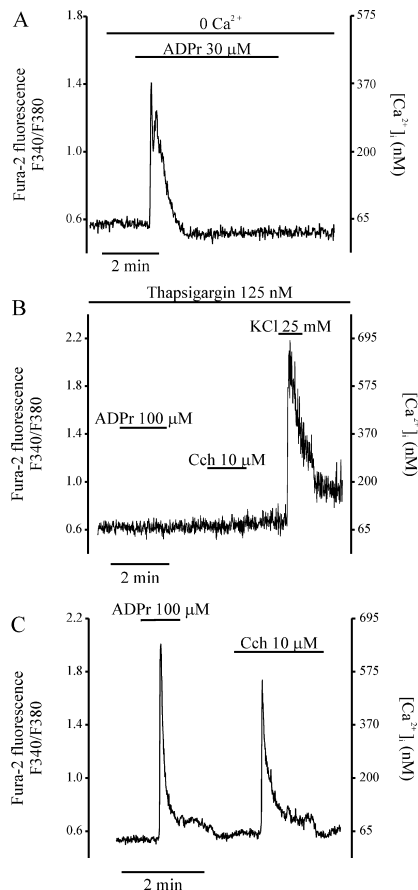 A
0 Ca2+
ADPr 30 µM
1.8
1.4
1.0
0.6
Fura-2 fluorescence
F340/F380
575
370
200
65
[Ca2+]i (nM)
2 min
B
Thapsigargin 125 nM
KCl 25 mM
ADPr 100 µM
Cch 10 µM
2.2
1.8
1.4
1.0
0.6
Fura-2 fluorescence
F340/F380
695
575
370
200
65
[Ca2+]i (nM)
2 min
C
ADPr 100 µM
Cch 10 µM
2.2
1.8
1.4
1.0
0.6
Fura-2 fluorescence
F340/F380
695
575
370
200
65
[Ca2+]i (nM)
2 min